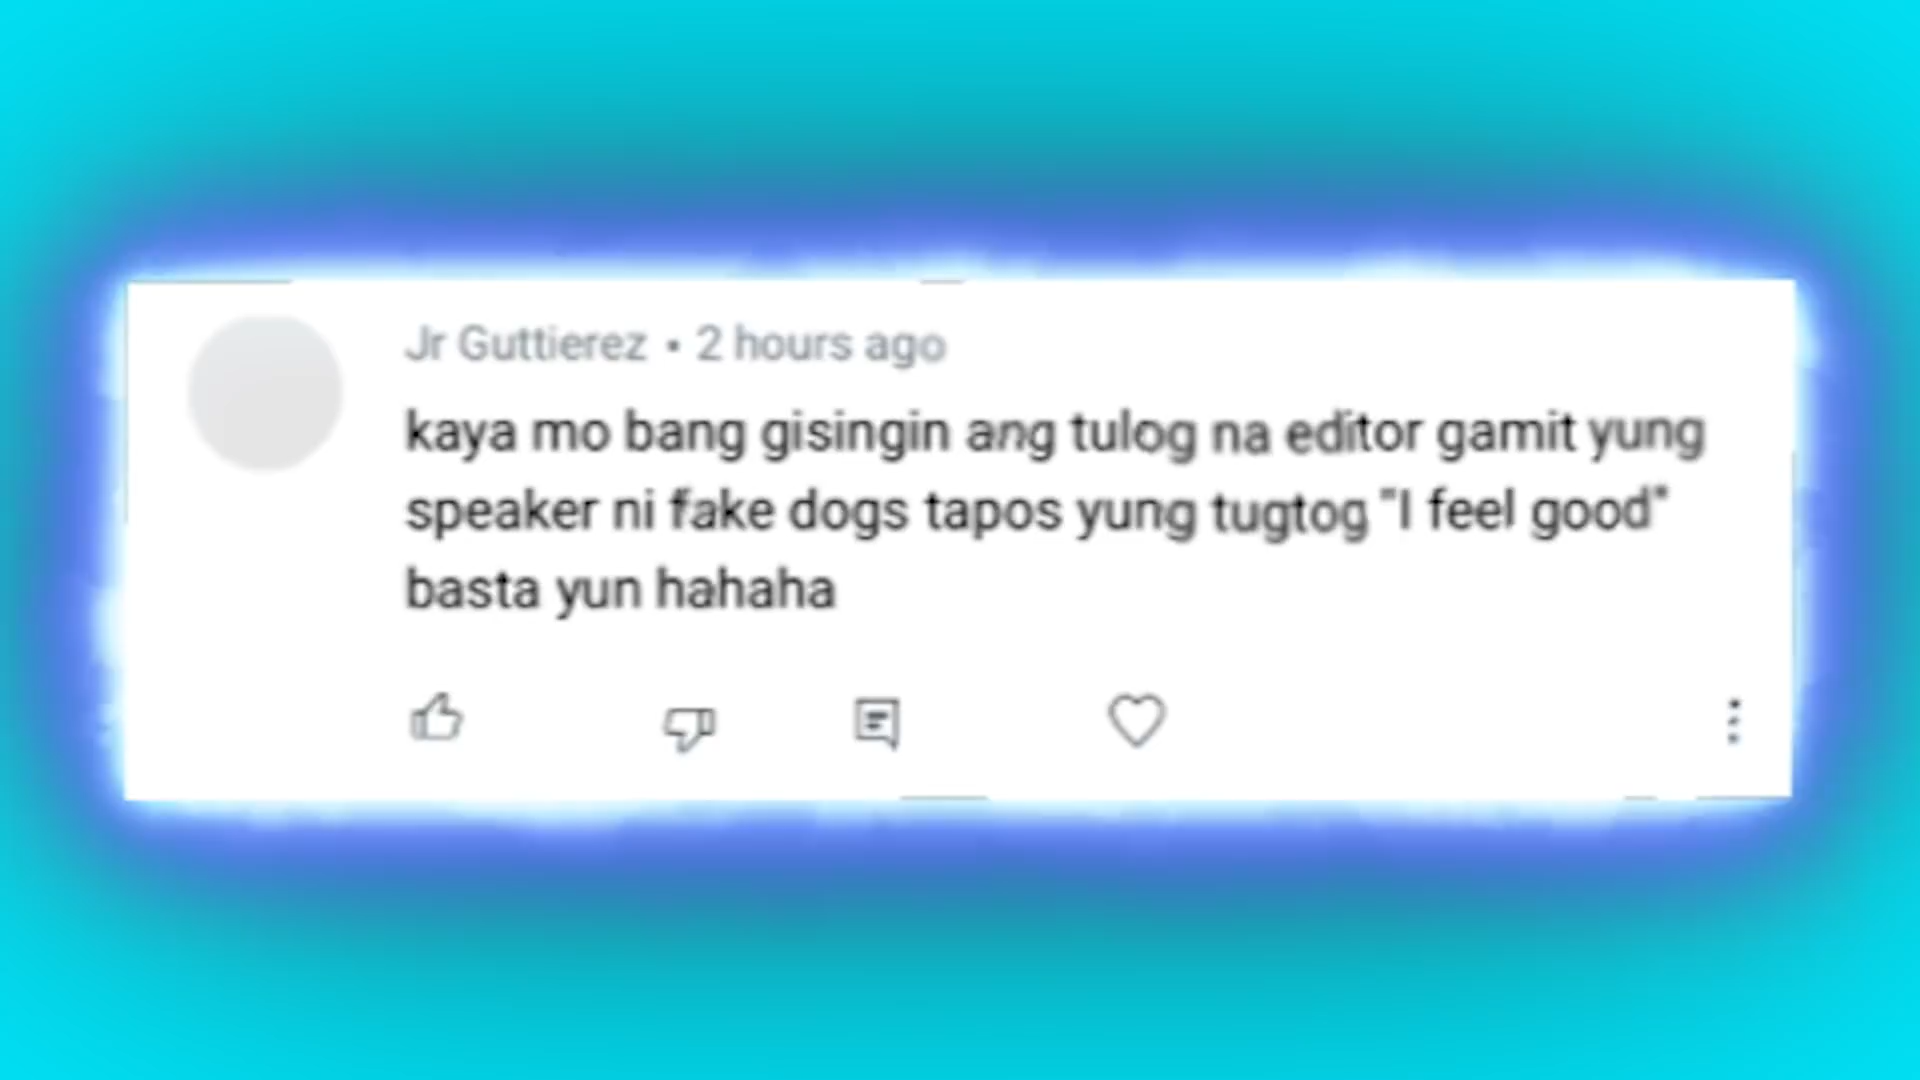 Jr Guttierez • 2 hours ago
kaya mo bang gisingin ang tulog na editor gamit yung
speaker ni fake dogs tapos yung tugtog "I feel good"
basta yun hahaha